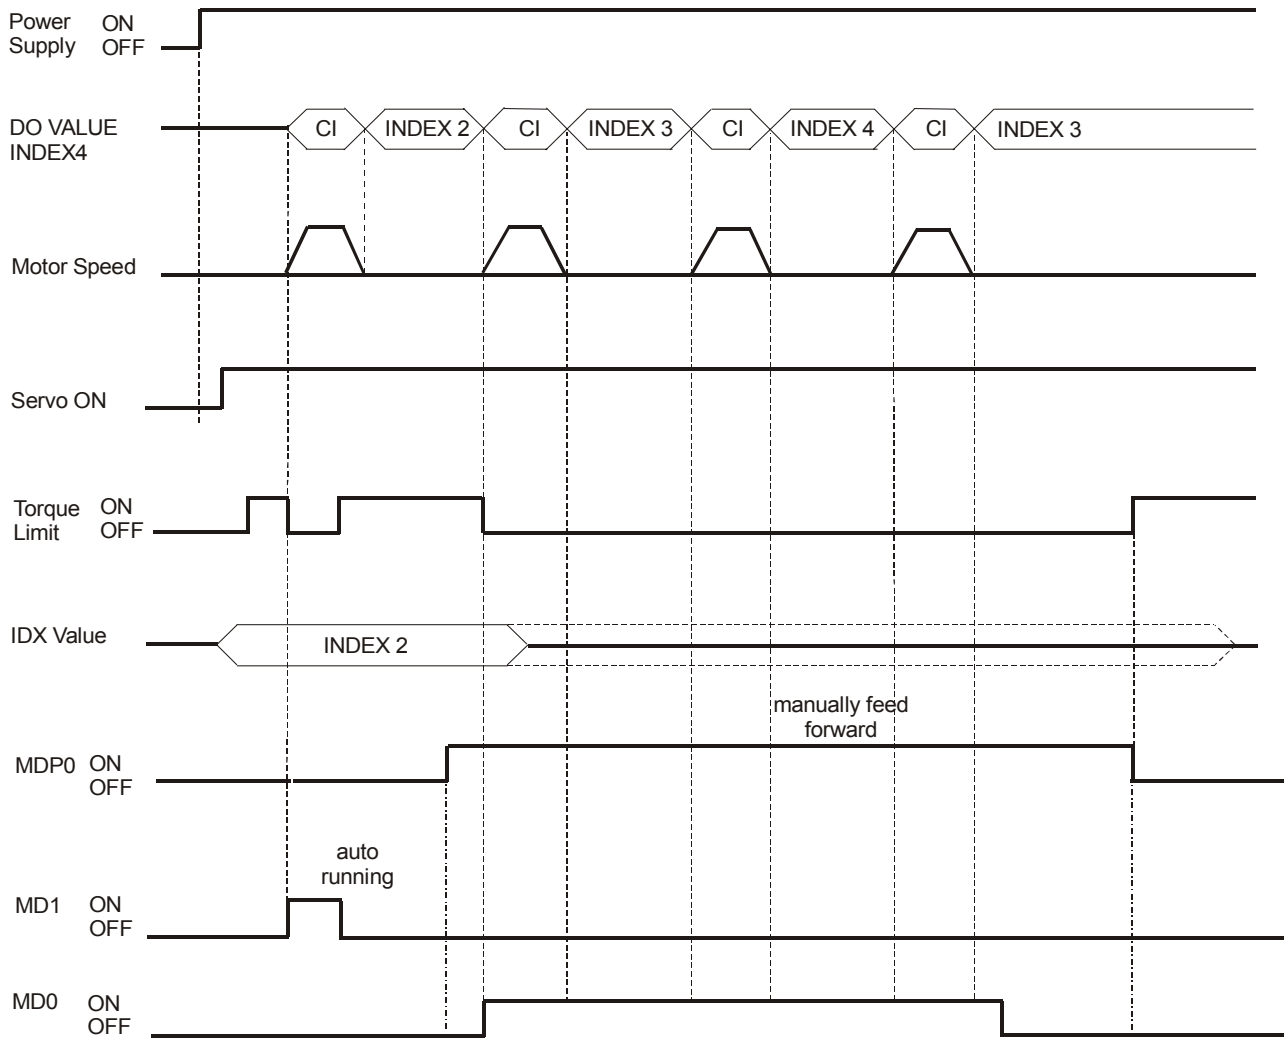 Power ON
Supply OFF
DO VALUE
INDEX4
CI INDEX 2 CI INDEX 3 CI INDEX 4 CI INDEX 3
Motor Speed
Servo ON
Torque ON
Limit OFF
IDX Value
INDEX 2
manually feed
forward
MDP0 ON
OFF
auto
running
MD1 ON
OFF
MD0 ON
OFF